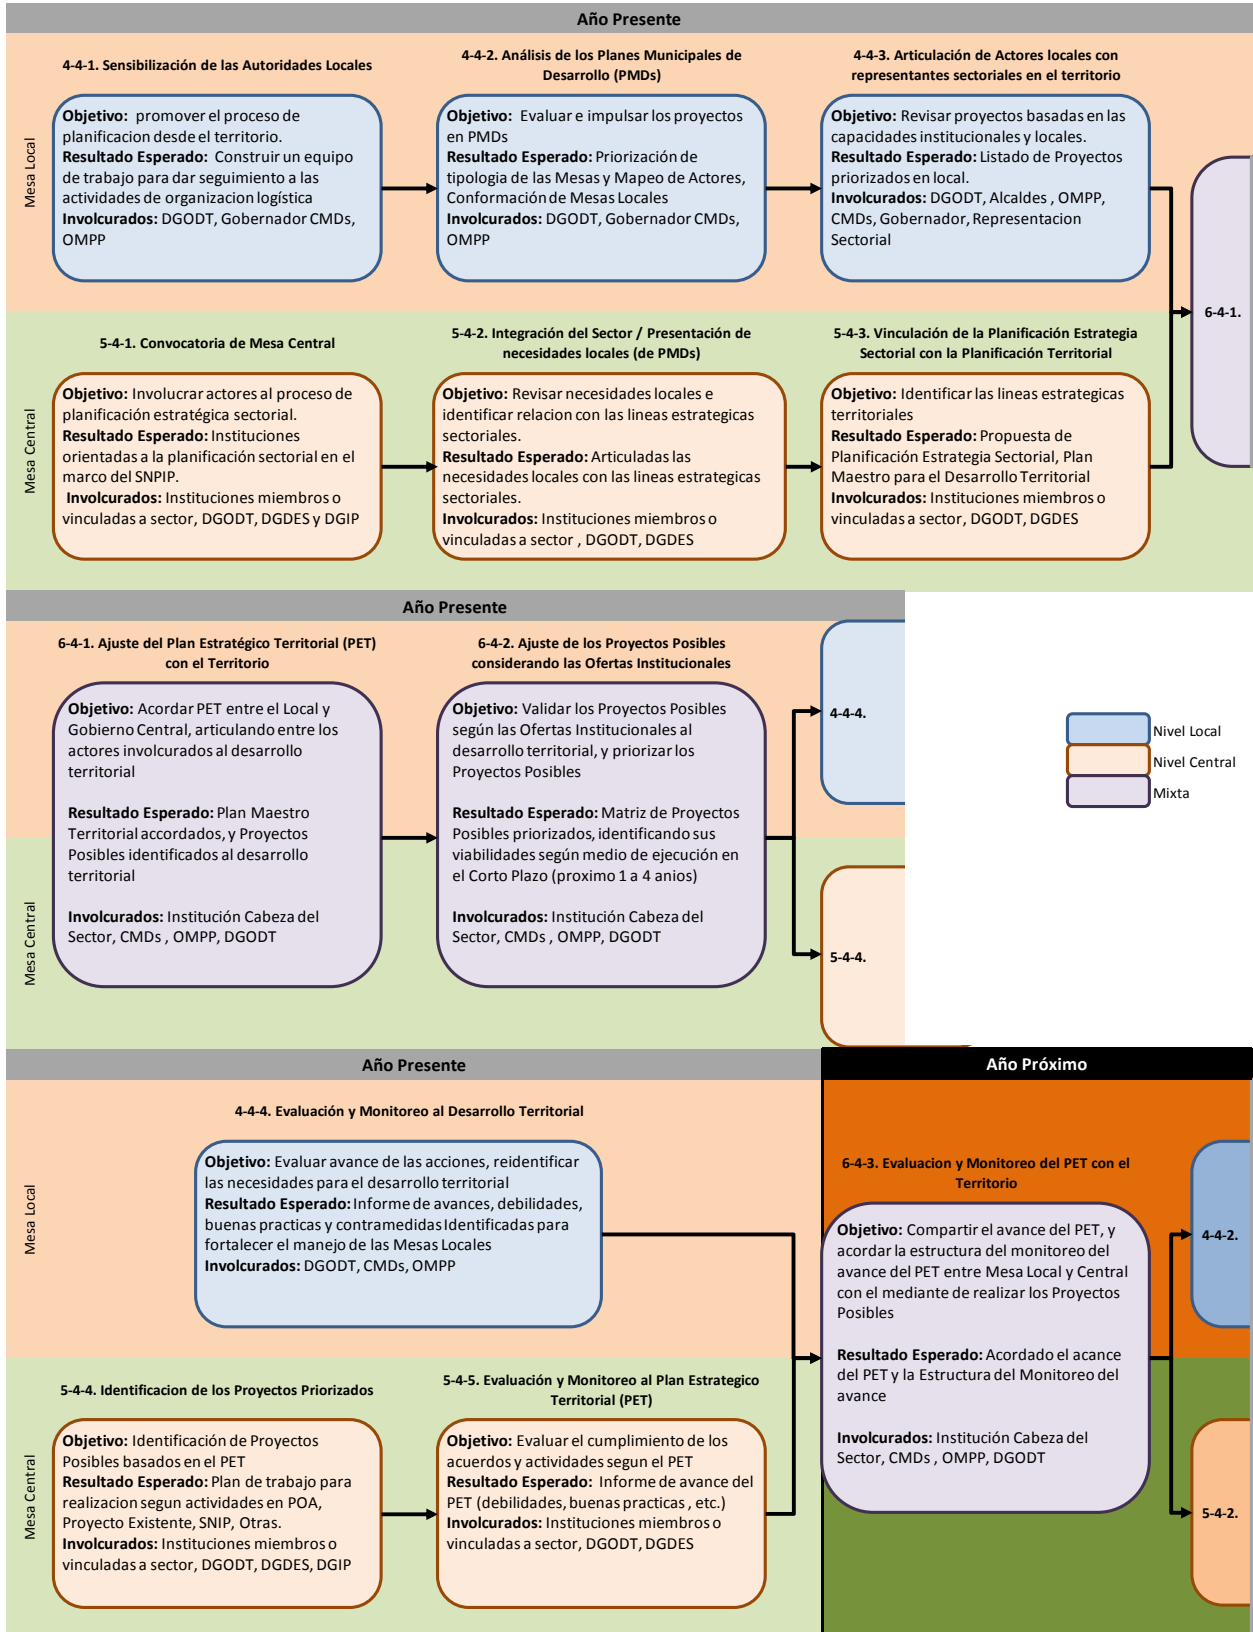 Año Presente
Mesa Local
4-4-1. Sensibilización de las Autoridades Locales
Objetivo: promover el proceso de
planificacion desde el territorio.
Resultado Esperado: Construir un equipo
de trabajo para dar seguimiento a las
actividades de organizacion logística
Involcurados: DGODT, Gobernador CMDs,
OMPP
4-4-2. Análisis de los Planes Municipales de
Desarrollo (PMDs)
Objetivo: Evaluar e impulsar los proyectos
en PMDs
Resultado Esperado: Priorización de
tipologia de las Mesas y Mapeo de Actores,
Conformación de Mesas Locales
Involcurados: DGODT, Gobernador CMDs,
OMPP
4-4-3. Articulación de Actores locales con
representantes sectoriales en el territorio
Objetivo: Revisar proyectos basadas en las
capacidades institucionales y locales.
Resultado Esperado: Listado de Proyectos
priorizados en local.
Involcurados: DGODT, Alcaldes , OMPP,
CMDs, Gobernador, Representacion
Sectorial
6-4-1.
Mesa Central
5-4-1. Convocatoria de Mesa Central
Objetivo: Involucrar actores al proceso de
planificación estratégica sectorial.
Resultado Esperado: Instituciones
orientadas a la planificación sectorial en el
marco del SNPIP.
Involcurados: Instituciones miembros o
vinculadas a sector, DGODT, DGDES y DGIP
5-4-2. Integración del Sector / Presentación de
necesidades locales (de PMDs)
Objetivo: Revisar necesidades locales e
identificar relacion con las lineas estrategicas
sectoriales.
Resultado Esperado: Articuladas las
necesidades locales con las lineas estrategicas
sectoriales.
Involcurados: Instituciones miembros o
vinculadas a sector , DGODT, DGDES
5-4-3. Vinculación de la Planificación Estrategia
Sectorial con la Planificación Territorial
Objetivo: Identificar las lineas estrategicas
territoriales
Resultado Esperado: Propuesta de
Planificación Estrategia Sectorial, Plan
Maestro para el Desarrollo Territorial
Involcurados: Instituciones miembros o
vinculadas a sector, DGODT, DGDES
Año Presente
Mesa Local
Mesa Central
6-4-1. Ajuste del Plan Estratégico Territorial (PET)
con el Territorio
Objetivo: Acordar PET entre el Local y
Gobierno Central, articulando entre los
actores involcurados al desarrollo
territorial
Resultado Esperado: Plan Maestro
Territorial accordados, y Proyectos
Posibles identificados al desarrollo
territorial
Involcurados: Institución Cabeza del
Sector, CMDs , OMPP, DGODT
6-4-2. Ajuste de los Proyectos Posibles
considerando las Ofertas Institucionales
Objetivo: Validar los Proyectos Posibles
según las Ofertas Institucionales al
desarrollo territorial, y priorizar los
Proyectos Posibles
Resultado Esperado: Matriz de Proyectos
Posibles priorizados, identificando sus
viabilidades según medio de ejecución en
el Corto Plazo (proximo 1 a 4 anios)
Involcurados: Institución Cabeza del
Sector, CMDs , OMPP, DGODT
4-4-4.
5-4-4.
Nivel Local
Nivel Central
Mixta
Año Presente
Año Próximo
Mesa Local
4-4-4. Evaluación y Monitoreo al Desarrollo Territorial
Objetivo: Evaluar avance de las acciones, reidentificar
las necesidades para el desarrollo territorial
Resultado Esperado: Informe de avances, debilidades,
buenas practicas y contramedidas Identificadas para
fortalecer el manejo de las Mesas Locales
Involcurados: DGODT, CMDs, OMPP
Mesa Central
5-4-4. Identificacion de los Proyectos Priorizados
Objetivo: Identificación de Proyectos
Posibles basados en el PET
Resultado Esperado: Plan de trabajo para
realizacion segun actividades en POA,
Proyecto Existente, SNIP, Otras.
Involcurados: Instituciones miembros o
vinculadas a sector, DGODT, DGDES, DGIP
5-4-5. Evaluación y Monitoreo al Plan Estrategico
Territorial (PET)
Objetivo: Evaluar el cumplimiento de los
acuerdos y actividades segun el PET
Resultado Esperado: Informe de avance del
PET (debilidades, buenas practicas , etc.)
Involcurados: Instituciones miembros o
vinculadas a sector, DGODT, DGDES
6-4-3. Evaluacion y Monitoreo del PET con el
Territorio
Objetivo: Compartir el avance del PET, y
acordar la estructura del monitoreo del
avance del PET entre Mesa Local y Central
con el mediante de realizar los Proyectos
Posibles
Resultado Esperado: Acordado el acance
del PET y la Estructura del Monitoreo del
avance
Involcurados: Institución Cabeza del
Sector, CMDs , OMPP, DGODT
4-4-2.
5-4-2.